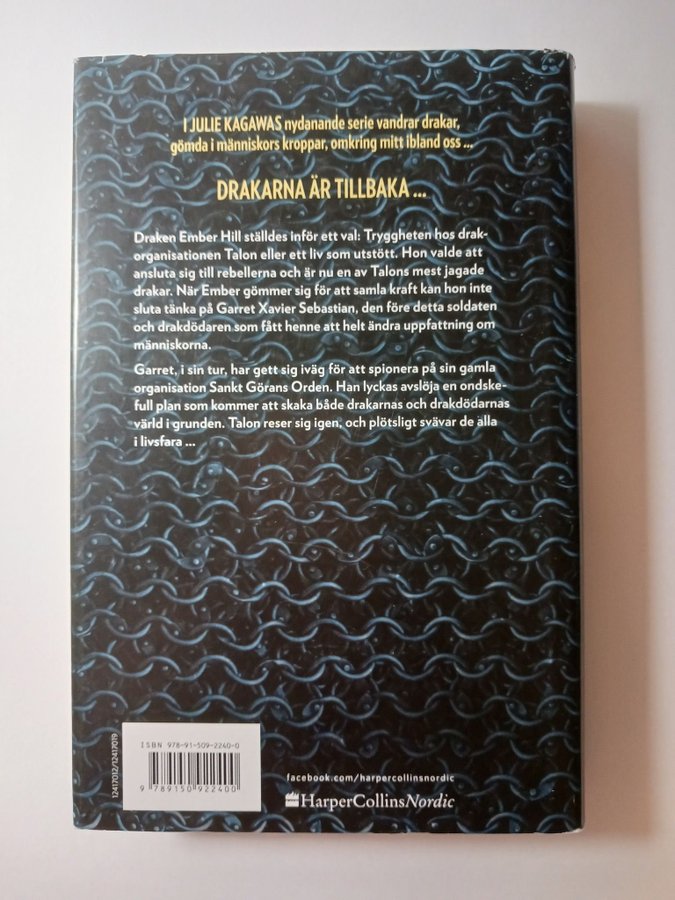 I JULIE KAGAWAS nydanande serie vandrar drakar,
gömda i människors kroppar, omkring mitt ibland oss ...
DRAKARNA ÄR TILLBAKA ...
Draken Ember Hill ställdes inför ett val: Tryggheten hos drak-
organisationen Talon eller ett liv som utstött. Hon valde att
ansluta sig till rebellerna och är nu en av Talons mest jagade
drakar. När Ember gömmer sig för att samla kraft kan hon inte
sluta tänka på Garret Xavier Sebastian, den före detta soldaten
och drakdödaren som fått henne att helt ändra uppfattning om
människorna.
Garret, i sin tur, har gett sig iväg för att spionera på sin gamla
organisation Sankt Görans Orden. Han lyckas avslöja en ondske-
full plan som kommer att skaka både drakarnas och drakdödarnas
värld i grunden. Talon reser sig igen, och plötsligt svävar de alla
i livsfara ...
12417012/12417019
ISBN 978-91-509-2240-0
9 789150 922400
facebook.com/harpercollinsnordic
HarperCollinsNordic